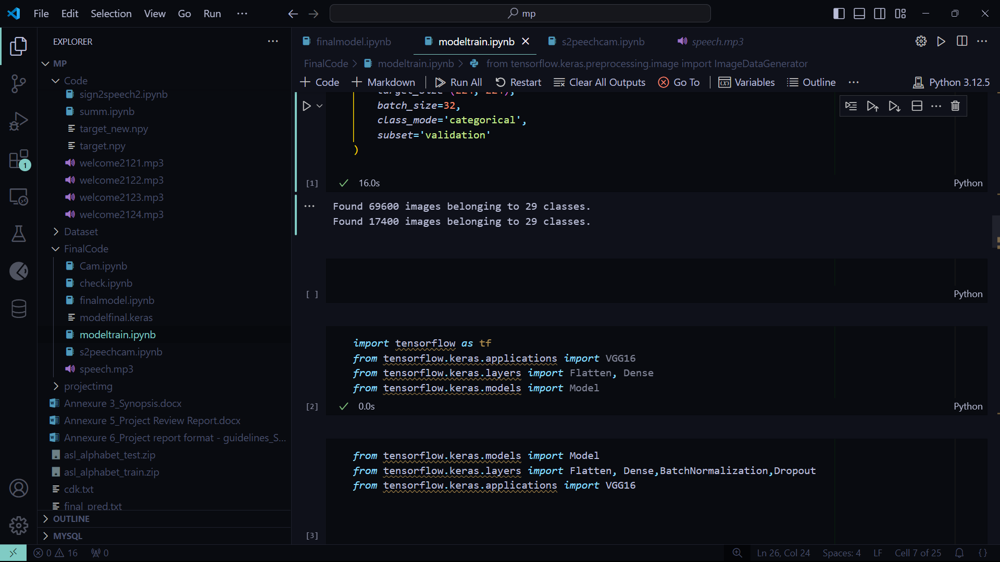 File Edit Selection View Go Run ···
mp
EXPLORER ···
MP
Code
sign2speech2.ipynb
summ.ipynb
target_new.npy
target.npy
welcome2121.mp3
welcome2122.mp3
welcome2123.mp3
welcome2124.mp3
Dataset
FinalCode
Cam.ipynb
check.ipynb
finalmodel.ipynb
modelfinal.keras
modeltrain.ipynb
s2peechcam.ipynb
speech.mp3
projectimg
Annexure 3_Synopsis.docx
Annexure 5_Project Review Report.docx
Annexure 6_Project report format - guidelines_S...
asl_alphabet_test.zip
asl_alphabet_train.zip
cdk.txt
final_pred.txt
OUTLINE
MYSQL
1
finalmodel.ipynb modeltrain.ipynb s2peechcam.ipynb speech.mp3
FinalCode > modeltrain.ipynb > from tensorflow.keras.preprocessing.image import ImageDataGenerator
+ Code + Markdown Run All Restart Clear All Outputs Go To Variables Outline ··· Python 3.12.5
target_size=(224, 224),
batch_size=32,
class_mode='categorical',
subset='validation'
)
[1] 16.0s Python
Found 69600 images belonging to 29 classes.
Found 17400 images belonging to 29 classes.
[ ] Python
import tensorflow as tf
from tensorflow.keras.applications import VGG16
from tensorflow.keras.layers import Flatten, Dense
from tensorflow.keras.models import Model
[2] 0.0s Python
from tensorflow.keras.models import Model
from tensorflow.keras.layers import Flatten, Dense,BatchNormalization,Dropout
from tensorflow.keras.applications import VGG16
[3]
0 16 0 Ln 26, Col 24 Spaces: 4 LF Cell 7 of 25 {}